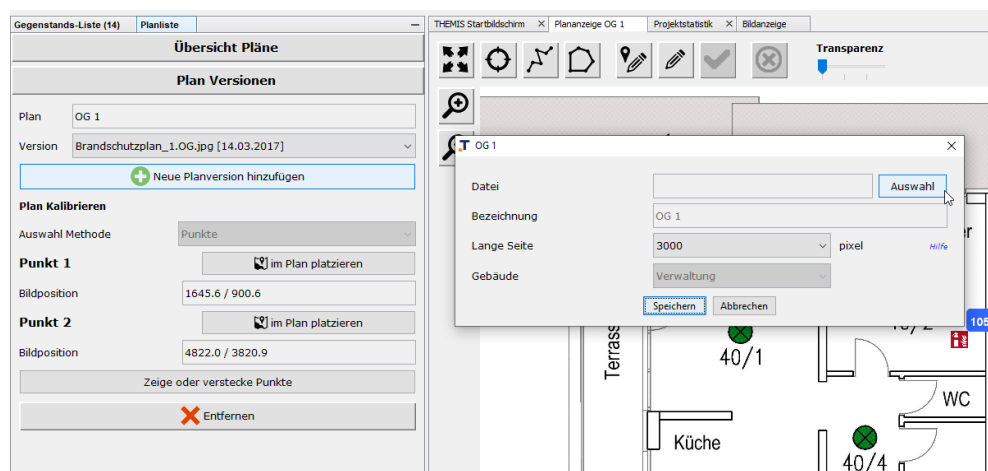 Gegenstands-Liste (14) Planliste
Übersicht Pläne
Plan Versionen
Plan OG 1
Version Brandschutzplan_1.OG.jpg [14.03.2017]
Neue Planversion hinzufügen
Plan Kalibrieren
Auswahl Methode Punkte
Punkt 1 im Plan platzieren
Bildposition 1645.6 / 900.6
Punkt 2 im Plan platzieren
Bildposition 4822.0 / 3820.9
Zeige oder verstecke Punkte
Entfernen
THEMIS Startbildschirm Plananzeige OG 1 Projektstatistik Bildanzeige
Transparenz
OG 1
Datei Auswahl
Bezeichnung OG 1
Lange Seite 3000 pixel Hilfe
Gebäude Verwaltung
Speichern Abbrechen
105
Terrass
40/1
WC
Küche
40/4